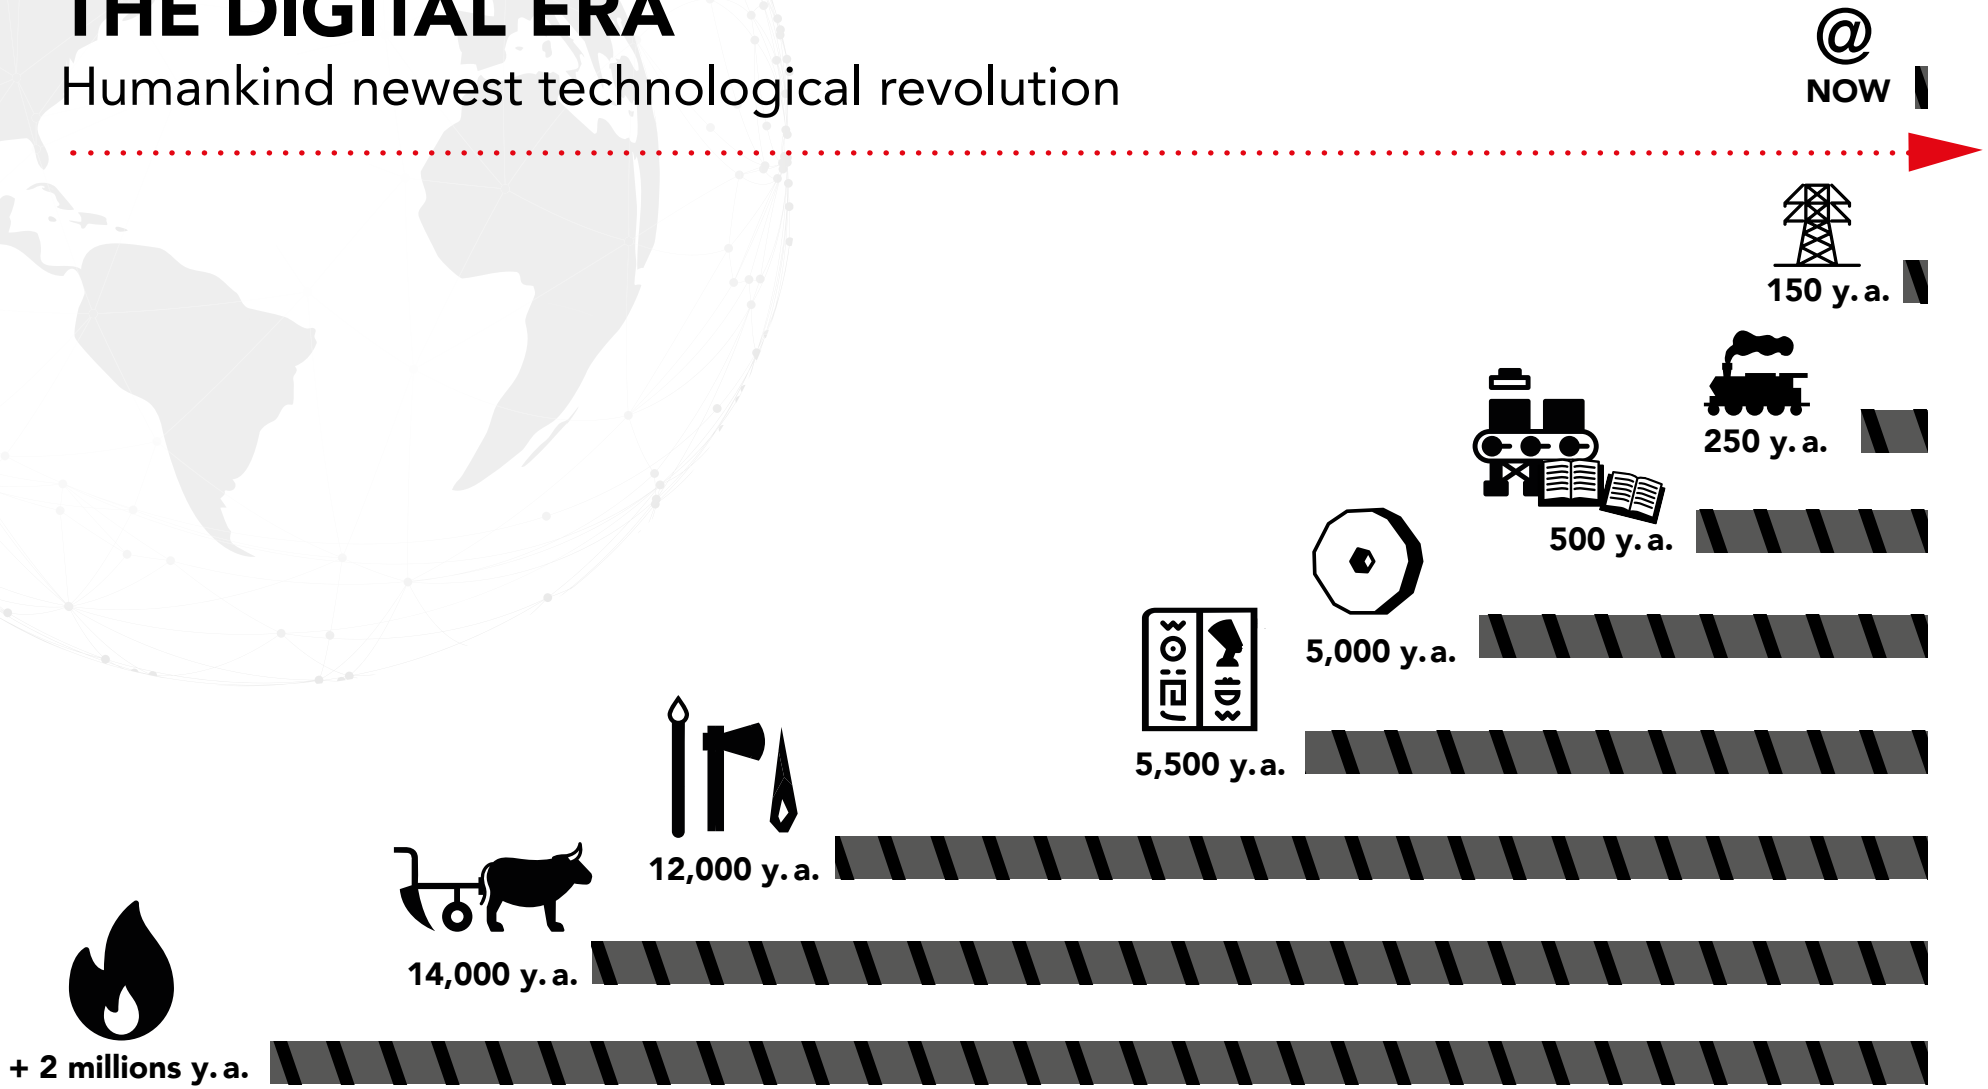 THE DIGITAL ERA
Humankind newest technological revolution
@
NOW
150 y.a.
250 y.a.
500 y.a.
5,000 y.a.
5,500 y.a.
12,000 y.a.
14,000 y.a.
+ 2 millions y.a.